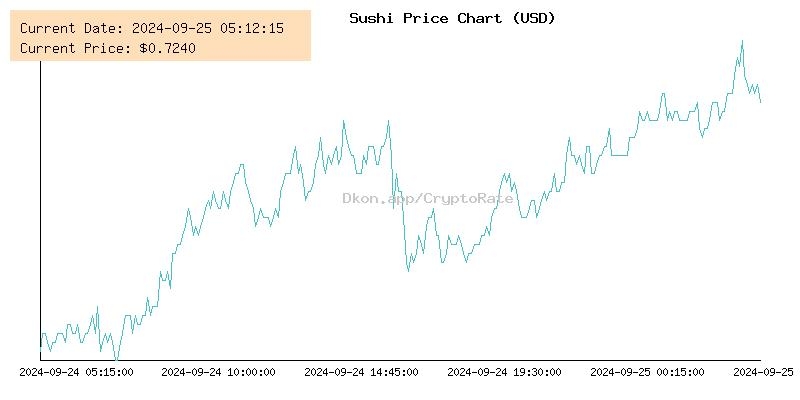 Sushi Price Chart (USD)
Current Date: 2024-09-25 05:12:15
Current Price: $0.7240
Dkon.app/CryptoRate
2024-09-24 05:15:00
2024-09-24 10:00:00
2024-09-24 14:45:00
2024-09-24 19:30:00
2024-09-25 00:15:00
2024-09-25